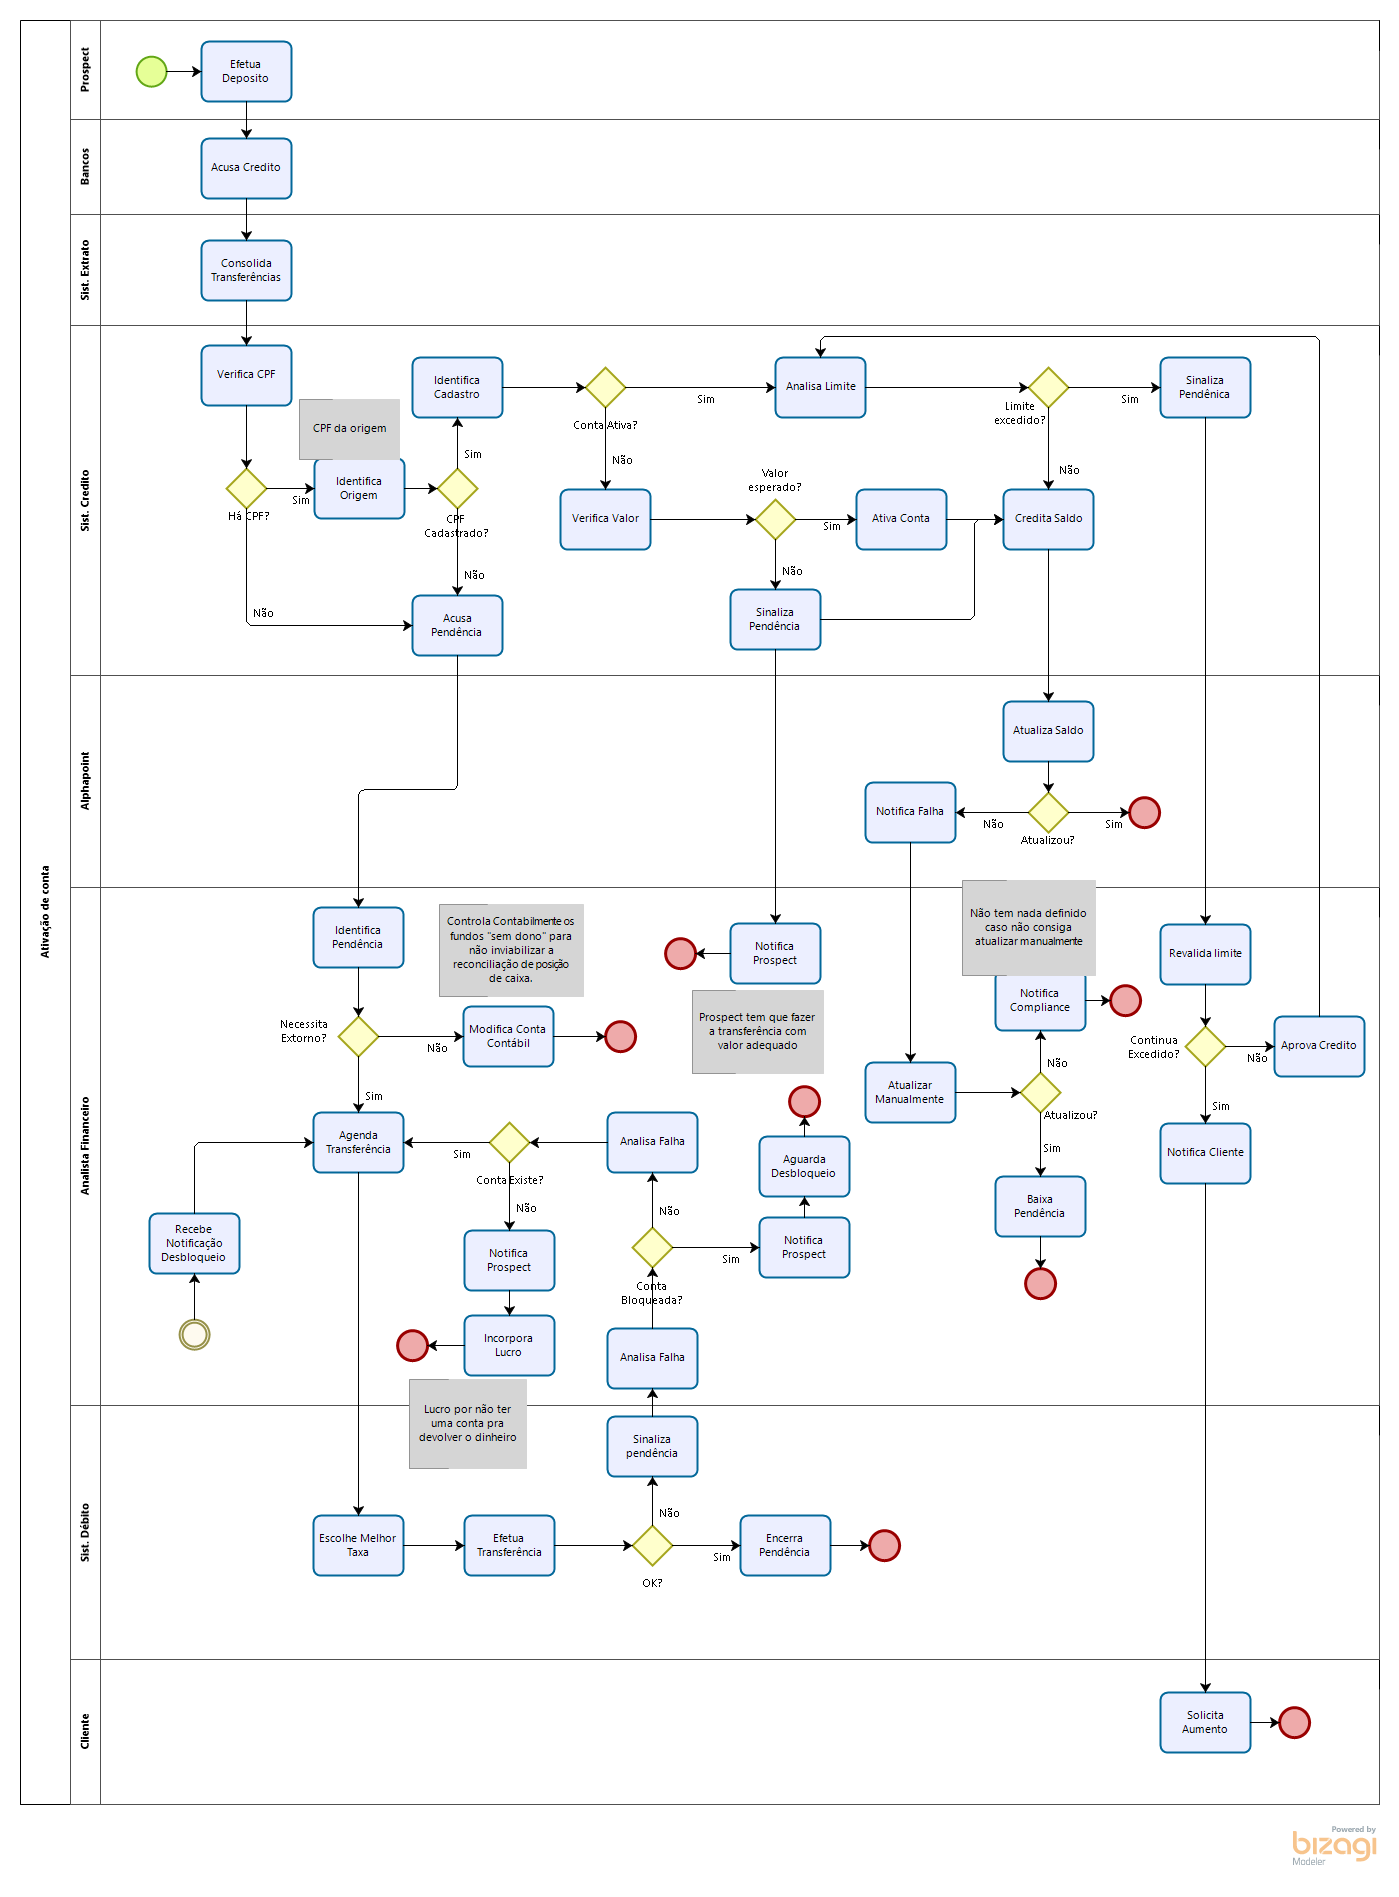 Ativação de conta
Prospect
Efetua
Deposito
Bancos
Acusa Credito
Sist. Extrato
Consolida
Transferências
Sist. Credito
Verifica CPF
Há CPF?
Sim
Não
CPF da origem
Identifica
Origem
CPF
Cadastrado?
Sim
Não
Identifica
Cadastro
Acusa
Pendência
Conta Ativa?
Sim
Não
Verifica Valor
Valor
esperado?
Sim
Não
Sinaliza
Pendência
Ativa Conta
Analisa Limite
Limite
excedido?
Sim
Não
Credita Saldo
Sinaliza
Pendênica
Alphapoint
Atualiza Saldo
Atualizou?
Sim
Não
Notifica Falha
Analista Financeiro
Identifica
Pendência
Controla Contabilmente os
fundos "sem dono" para
não inviabilizar a
reconciliação de posição
de caixa.
Necessita
Extorno?
Não
Sim
Modifica Conta
Contábil
Notifica
Prospect
Prospect tem que fazer
a transferência com
valor adequado
Não tem nada definido
caso não consiga
atualizar manualmente
Notifica
Compliance
Atualizar
Manualmente
Não
Atualizou?
Sim
Baixa
Pendência
Revalida limite
Continua
Excedido?
Não
Sim
Aprova Credito
Notifica Cliente
Agenda
Transferência
Sim
Conta Existe?
Não
Analisa Falha
Aguarda
Desbloqueio
Recebe
Notificação
Desbloqueio
Notifica
Prospect
Não
Sim
Conta
Bloqueada?
Notifica
Prospect
Incorpora
Lucro
Analisa Falha
Lucro por não ter
uma conta pra
devolver o dinheiro
Sist. Débito
Sinaliza
pendência
Não
Escolhe Melhor
Taxa
Efetua
Transferência
OK?
Sim
Encerra
Pendência
Cliente
Solicita
Aumento
Powered by
bizagi
Modeler